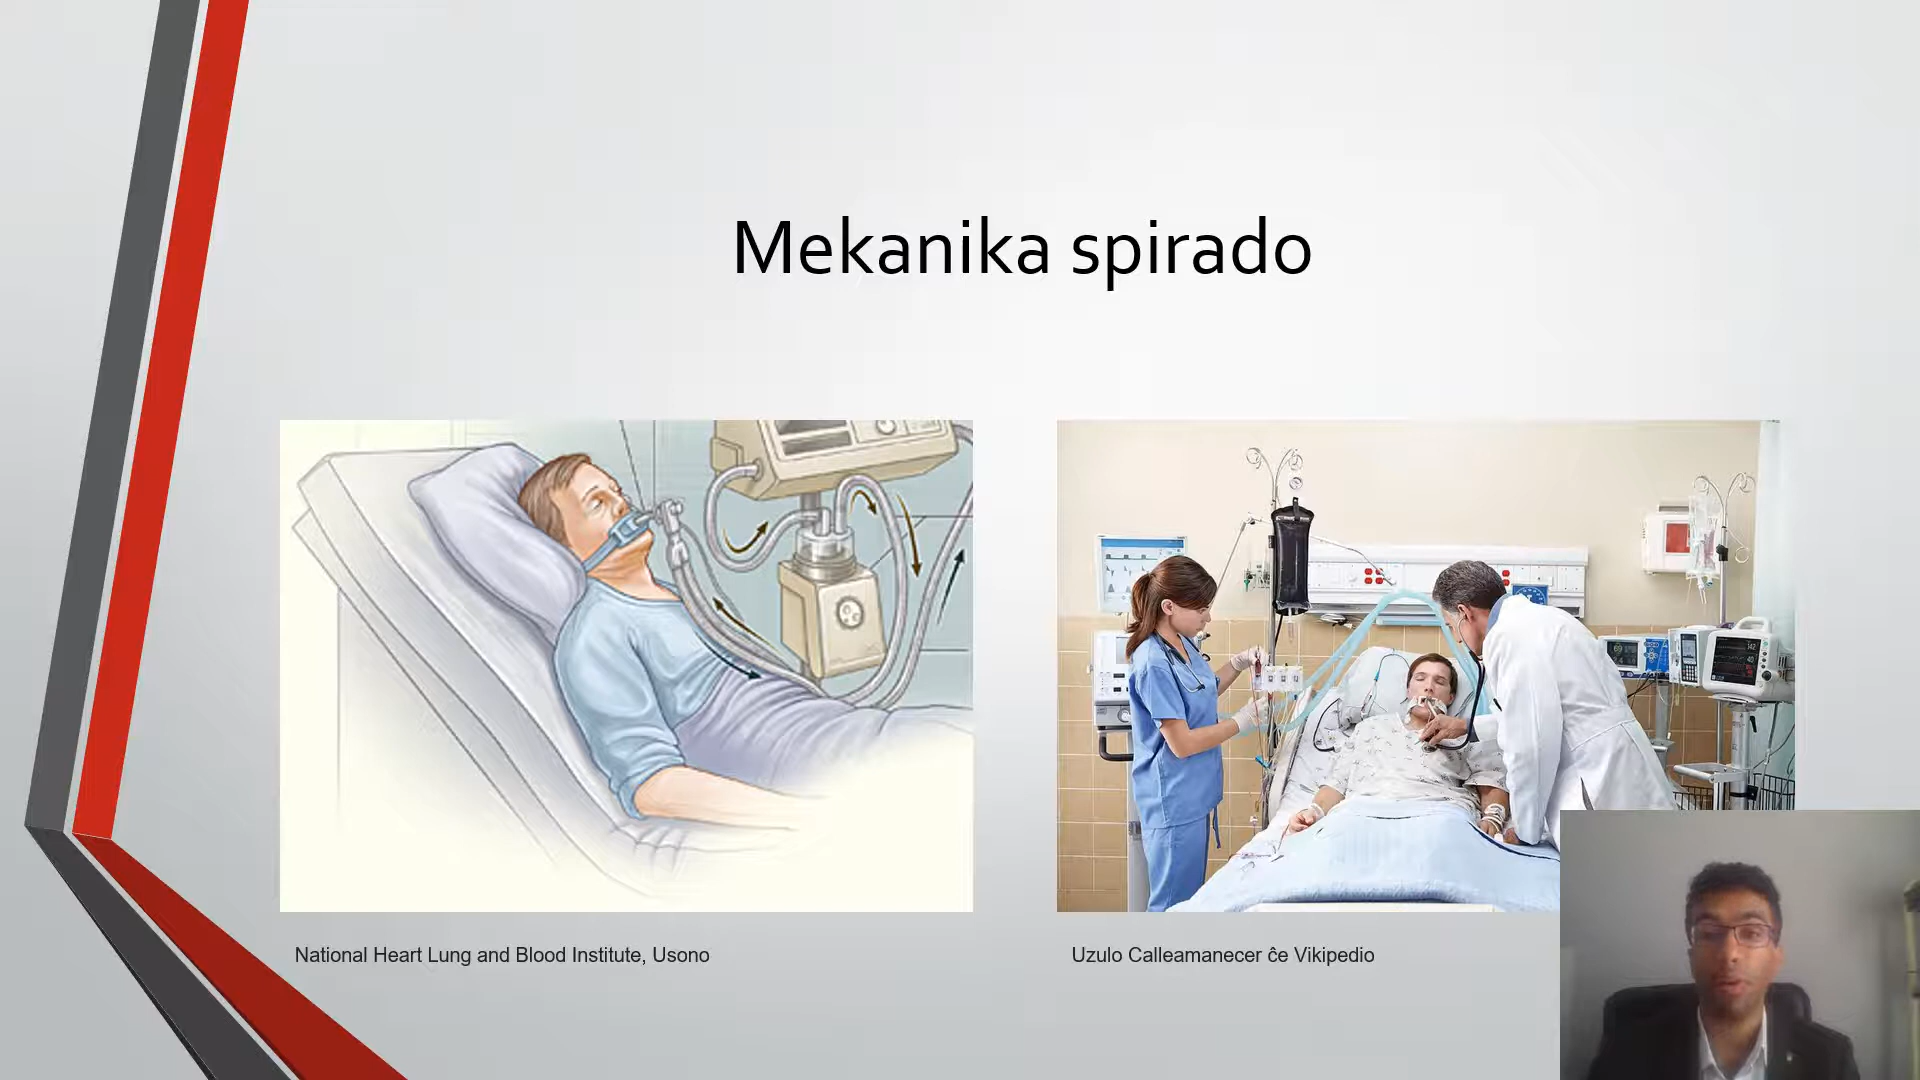 Mekanika spirado
National Heart Lung and Blood Institute, Usono
Uzulo Calleamanecer ĉe Vikipedio